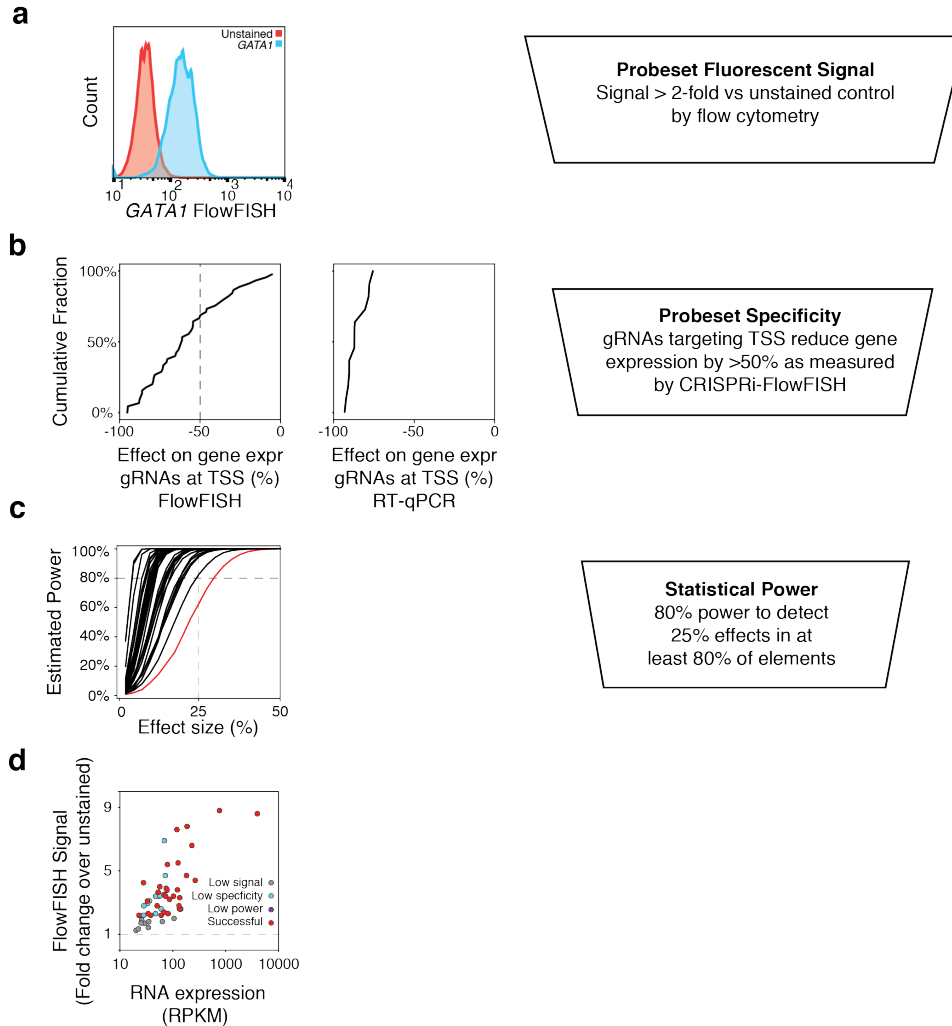 a
Unstained
GATA1
Count
10^1 10^2 10^3 10^4
GATA1 FlowFISH
Probeset Fluorescent Signal
Signal > 2-fold vs unstained control
by flow cytometry
b
Cumulative Fraction
100%
50%
0%
-100 -50 0
Effect on gene expr
gRNAs at TSS (%)
FlowFISH
-100 -50 0
Effect on gene expr
gRNAs at TSS (%)
RT-qPCR
Probeset Specificity
gRNAs targeting TSS reduce gene
expression by >50% as measured
by CRISPRi-FlowFISH
c
Estimated Power
100%
80%
60%
40%
20%
0%
0 25 50
Effect size (%)
Statistical Power
80% power to detect
25% effects in at
least 80% of elements
d
FlowFISH Signal
(Fold change over unstained)
9
5
1
Low signal
Low specficity
Low power
Successful
10 100 1000 10000
RNA expression
(RPKM)